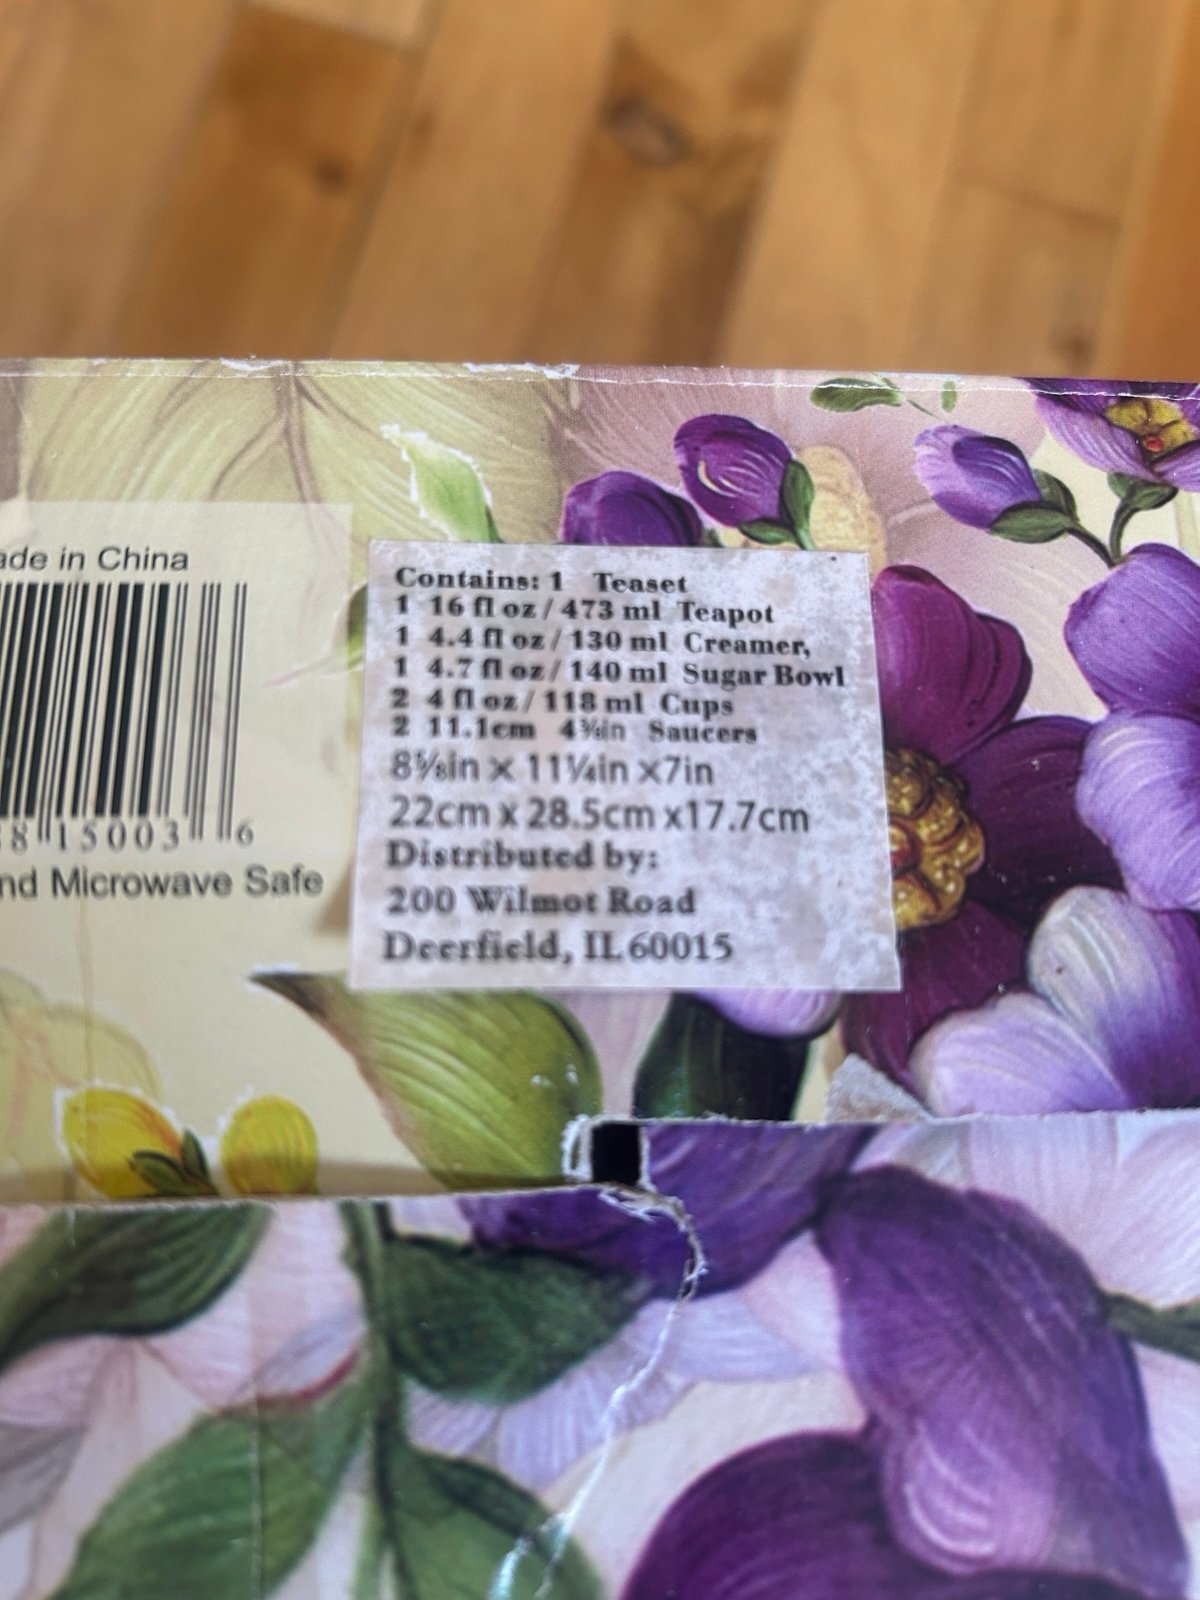 ade in China
8 15003 6
nd Microwave Safe
Contains: 1 Teaset
1 16 fl oz / 473 ml Teapot
1 4.4 fl oz / 130 ml Creamer,
1 4.7 fl oz / 140 ml Sugar Bowl
2 4 fl oz / 118 ml Cups
2 11.1cm 4⅜in Saucers
8⅝in x 11¼in x7in
22cm x 28.5cm x17.7cm
Distributed by:
200 Wilmot Road
Deerfield, IL 60015